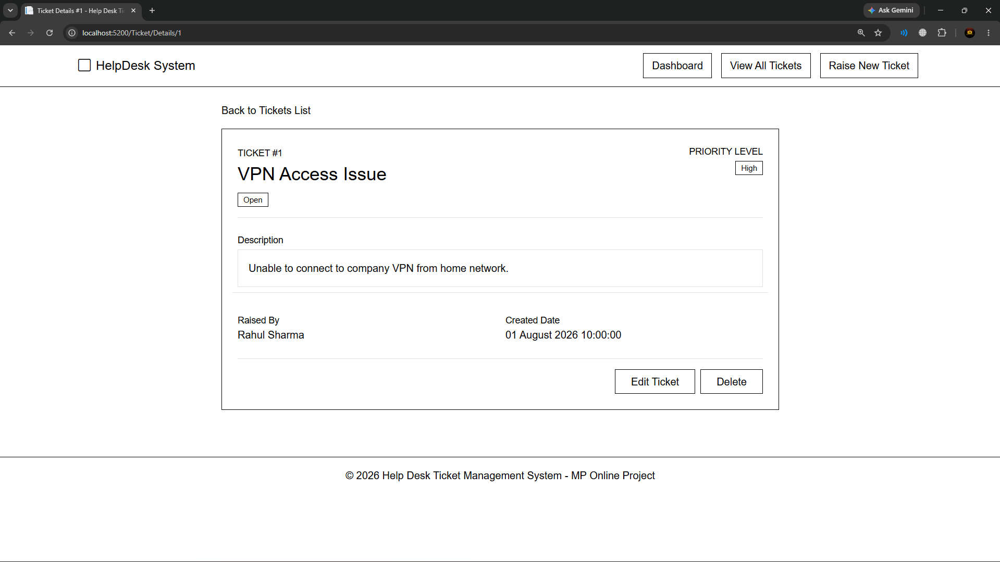 Ticket Details #1 - Help Desk Ti
Ask Gemini
localhost:5200/Ticket/Details/1
HelpDesk System
Dashboard
View All Tickets
Raise New Ticket
Back to Tickets List
TICKET #1
PRIORITY LEVEL
VPN Access Issue
High
Open
Description
Unable to connect to company VPN from home network.
Raised By
Created Date
Rahul Sharma
01 August 2026 10:00:00
Edit Ticket
Delete
© 2026 Help Desk Ticket Management System - MP Online Project